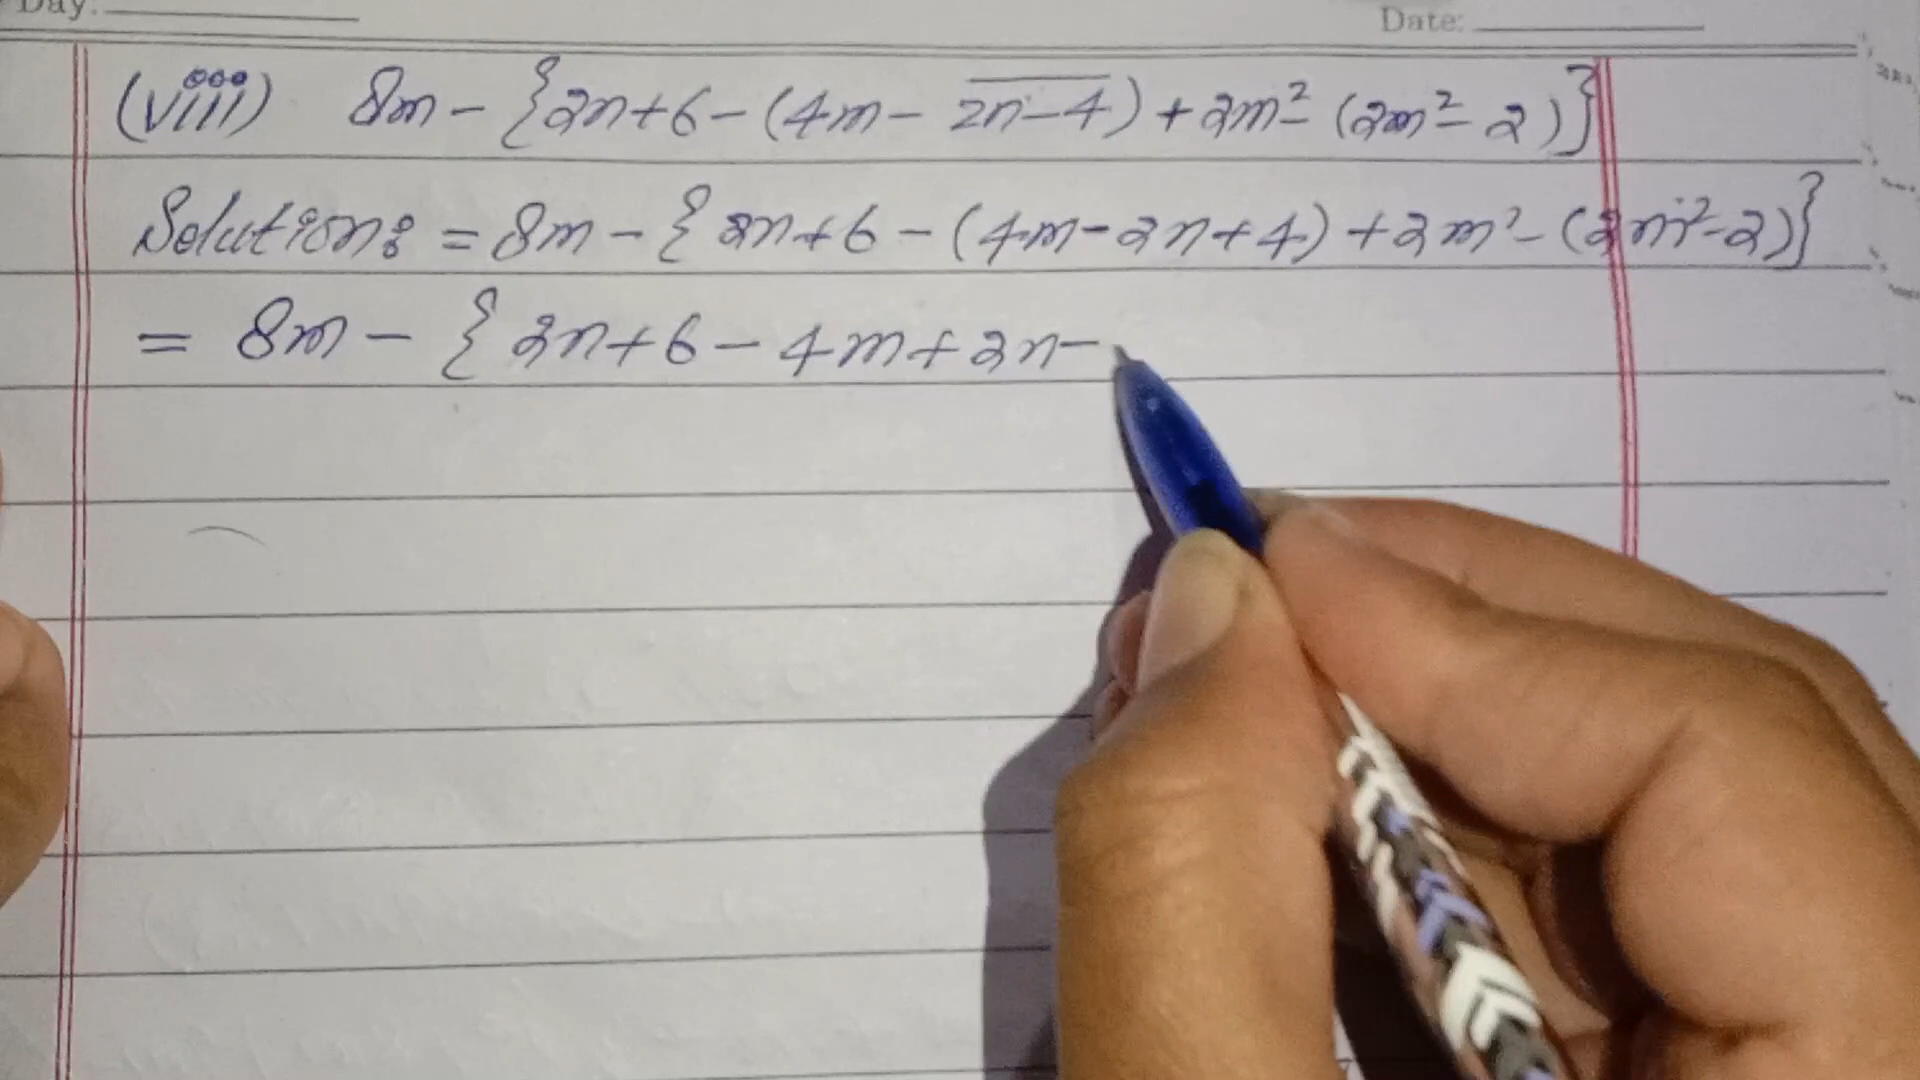 Day: Date:
(viii) 8m - {2n+6-(4m- \overline{2n-4})+2m²-(2m²-2)}
Solution: = 8m - {2n+6-(4m-2n+4)+2m²-(2m²-2)}
= 8m - {2n+6-4m+2n-